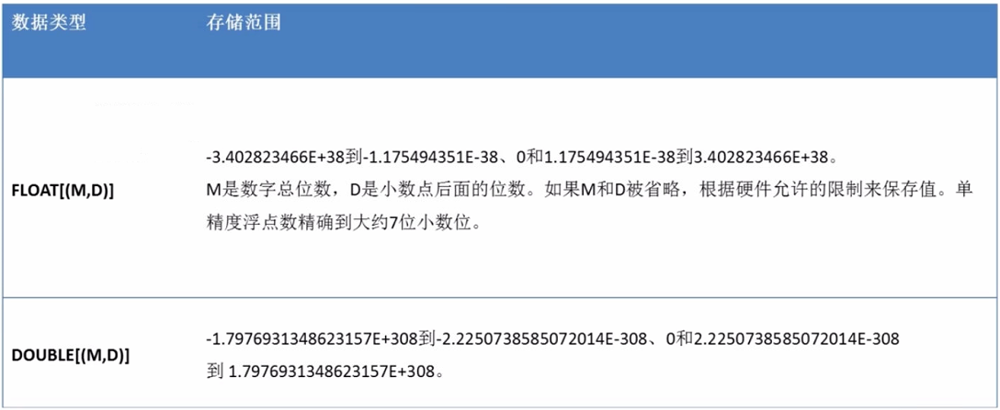 数据类型 存储范围
-3.402823466E+38到-1.175494351E-38、0和1.175494351E-38到3.402823466E+38。
FLOAT[(M,D)] M是数字总位数，D是小数点后面的位数。如果M和D被省略，根据硬件允许的限制来保存值。单
精度浮点数精确到大约7位小数位。
-1.7976931348623157E+308到-2.2250738585072014E-308、0和2.2250738585072014E-308
DOUBLE[(M,D)]
到 1.7976931348623157E+308。